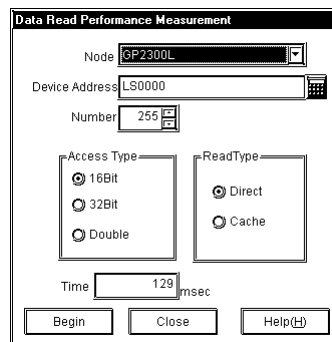 Data Read Performance Measurement
Node GP2300L
Device Address LS0000
Number 255
Access Type
16Bit
32Bit
Double
ReadType
Direct
Cache
Time 129 msec
Begin Close Help(H)